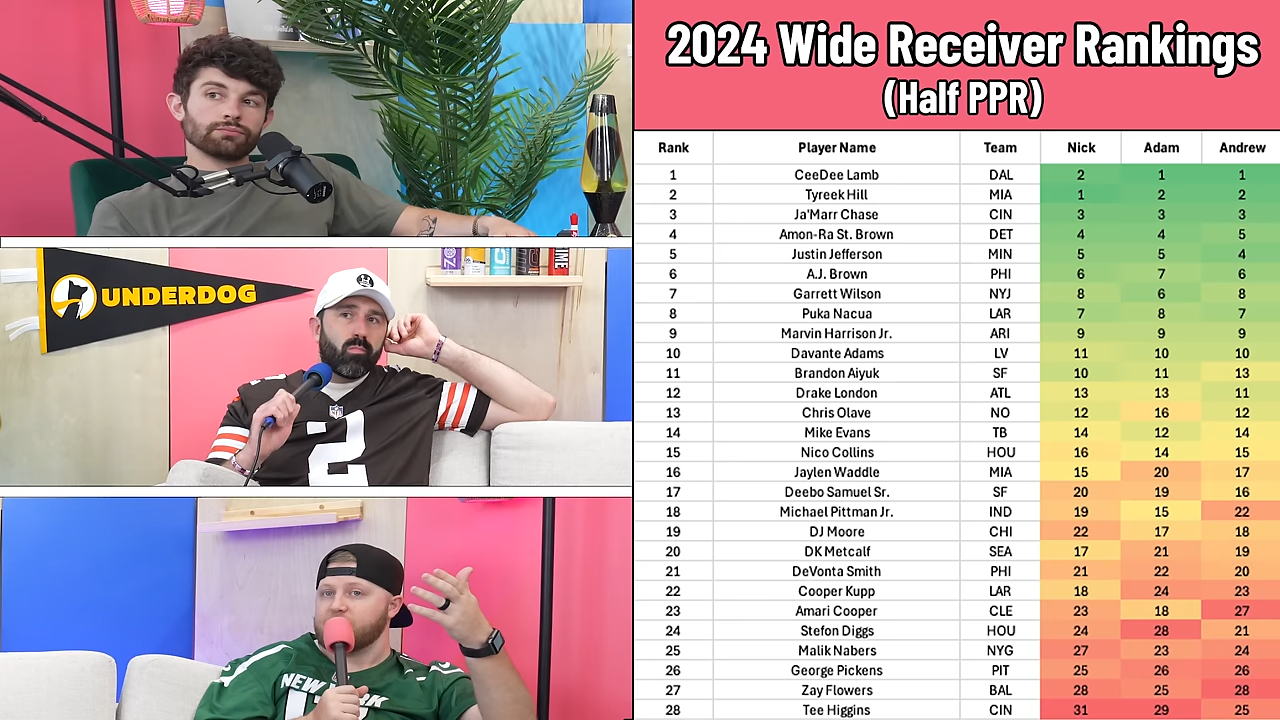 2024 Wide Receiver Rankings
(Half PPR)
Rank Player Name Team Nick Adam Andrew
1 CeeDee Lamb DAL 2 1 1
2 Tyreek Hill MIA 1 2 2
3 Ja'Marr Chase CIN 3 3 3
4 Amon-Ra St. Brown DET 4 4 5
5 Justin Jefferson MIN 5 5 4
6 A.J. Brown PHI 6 7 6
7 Garrett Wilson NYJ 8 6 8
8 Puka Nacua LAR 7 8 7
9 Marvin Harrison Jr. ARI 9 9 9
10 Davante Adams LV 11 10 10
11 Brandon Aiyuk SF 10 11 13
12 Drake London ATL 13 13 11
13 Chris Olave NO 12 16 12
14 Mike Evans TB 14 12 14
15 Nico Collins HOU 16 14 15
16 Jaylen Waddle MIA 15 20 17
17 Deebo Samuel Sr. SF 20 19 16
18 Michael Pittman Jr. IND 19 15 22
19 DJ Moore CHI 22 17 18
20 DK Metcalf SEA 17 21 19
21 DeVonta Smith PHI 21 22 20
22 Cooper Kupp LAR 18 24 23
23 Amari Cooper CLE 23 18 27
24 Stefon Diggs HOU 24 28 21
25 Malik Nabers NYG 27 23 24
26 George Pickens PIT 25 26 26
27 Zay Flowers BAL 28 25 28
28 Tee Higgins CIN 31 29 25
UNDERDOG
2
NEW